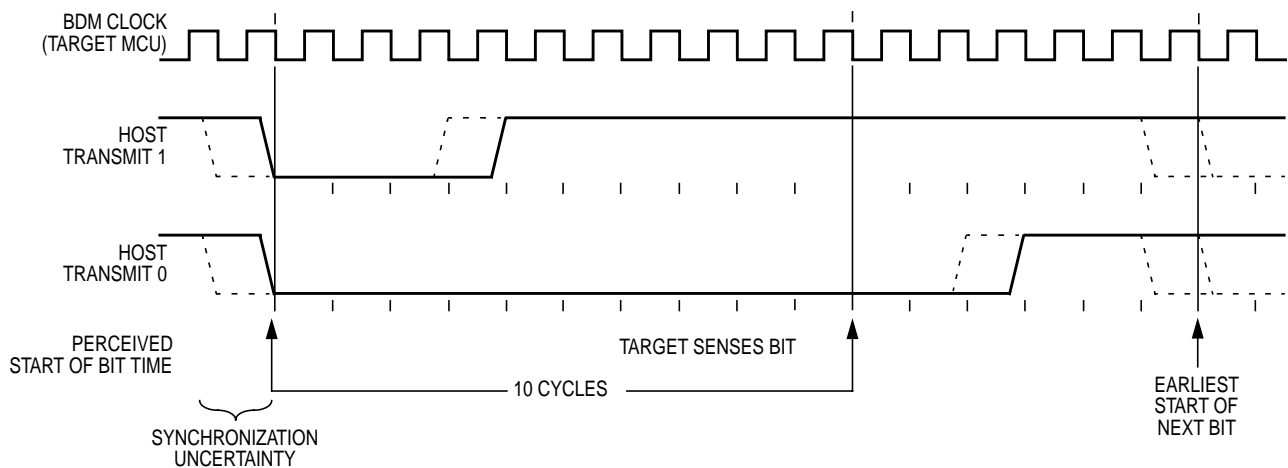 BDM CLOCK
(TARGET MCU)
HOST
TRANSMIT 1
HOST
TRANSMIT 0
PERCEIVED
START OF BIT TIME
TARGET SENSES BIT
10 CYCLES
SYNCHRONIZATION
UNCERTAINTY
EARLIEST
START OF
NEXT BIT